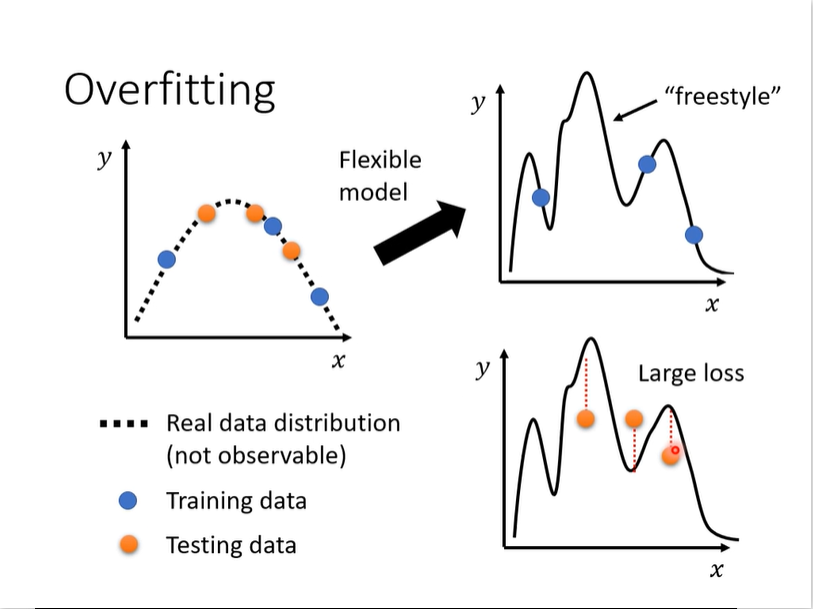 Overfitting
y
x
Flexible
model
y
"freestyle"
x
y
Large loss
x
Real data distribution
(not observable)
Training data
Testing data